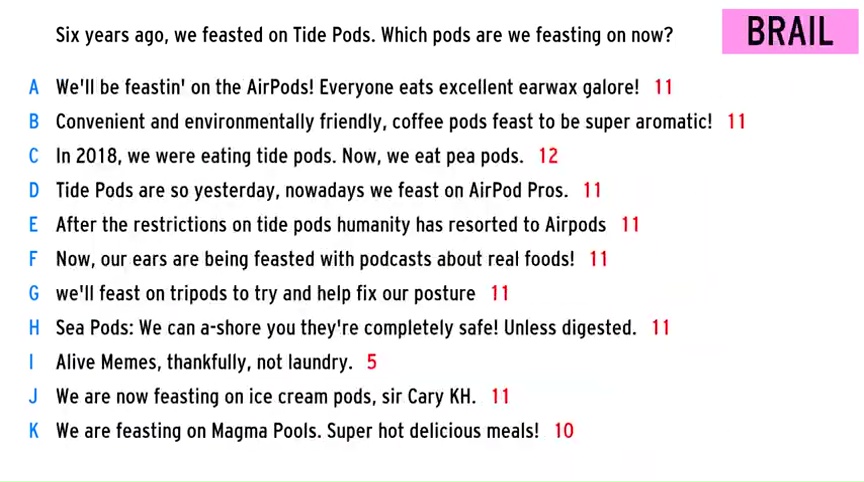 Six years ago, we feasted on Tide Pods. Which pods are we feasting on now?
BRAIL
A We'll be feastin' on the AirPods! Everyone eats excellent earwax galore! 11
B Convenient and environmentally friendly, coffee pods feast to be super aromatic! 11
C In 2018, we were eating tide pods. Now, we eat pea pods. 12
D Tide Pods are so yesterday, nowadays we feast on AirPod Pros. 11
E After the restrictions on tide pods humanity has resorted to Airpods 11
F Now, our ears are being feasted with podcasts about real foods! 11
G we'll feast on tripods to try and help fix our posture 11
H Sea Pods: We can a-shore you they're completely safe! Unless digested. 11
I Alive Memes, thankfully, not laundry. 5
J We are now feasting on ice cream pods, sir Cary KH. 11
K We are feasting on Magma Pools. Super hot delicious meals! 10